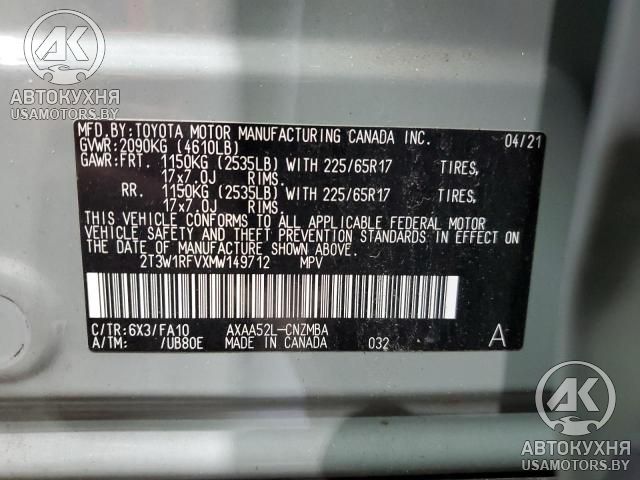 AK
АВТОКУХНЯ
USAMOTORS.BY
MFD.BY:TOYOTA MOTOR MANUFACTURING CANADA INC. 04/21
GVWR:2090KG (4610LB)
GAWR:FRT. 1150KG (2535LB) WITH 225/65R17 TIRES,
17x7.0J RIMS.
RR. 1150KG (2535LB) WITH 225/65R17 TIRES,
17x7.0J RIMS.
THIS VEHICLE CONFORMS TO ALL APPLICABLE FEDERAL MOTOR
VEHICLE SAFETY AND THEFT PREVENTION STANDARDS IN EFFECT
ON THE DATE OF MANUFACTURE SHOWN ABOVE.
2T3W1RFVXMW149712 MPV
C/TR:6X3/FA10 AXAA52L-CNZMBA
A/TM: /UB80E MADE IN CANADA 032 A
AK
АВТОКУХНЯ
USAMOTORS.BY